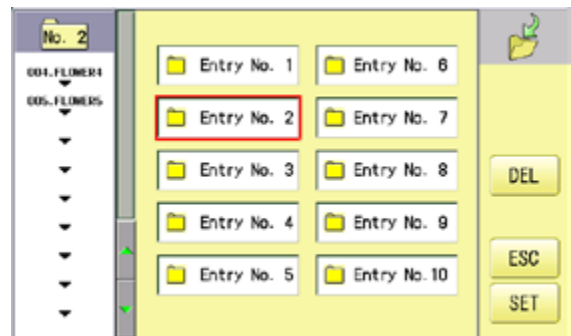 No. 2
004.FLOWER4
005.FLOWER5
Entry No. 1
Entry No. 6
Entry No. 2
Entry No. 7
Entry No. 3
Entry No. 8
Entry No. 4
Entry No. 9
Entry No. 5
Entry No.10
DEL
ESC
SET